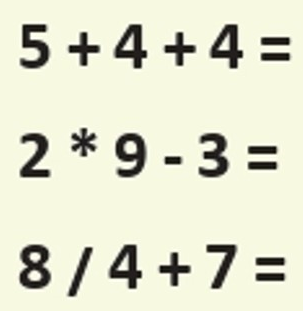 5 + 4 + 4 =
2 * 9 - 3 =
8 / 4 + 7 =